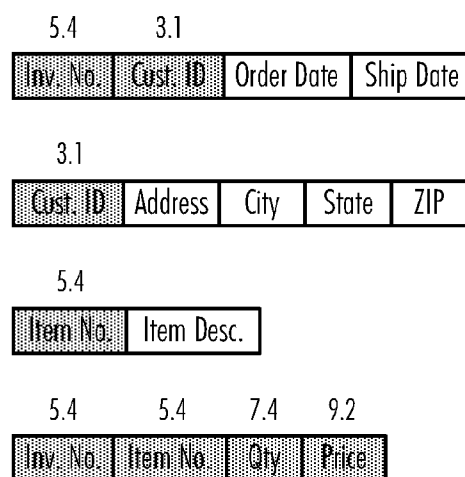 5.4 3.1
Inv. No. Cust. ID Order Date Ship Date
3.1
Cust. ID Address City State ZIP
5.4
Item No. Item Desc.
5.4 5.4 7.4 9.2
Inv. No. Item No. Qty Price